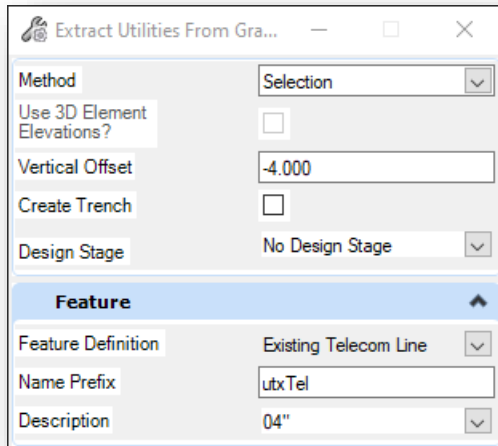 Extract Utilities From Gra...
Method Selection
Use 3D Element
Elevations?
Vertical Offset -4.000
Create Trench
Design Stage No Design Stage
Feature
Feature Definition Existing Telecom Line
Name Prefix utxTel
Description 04"